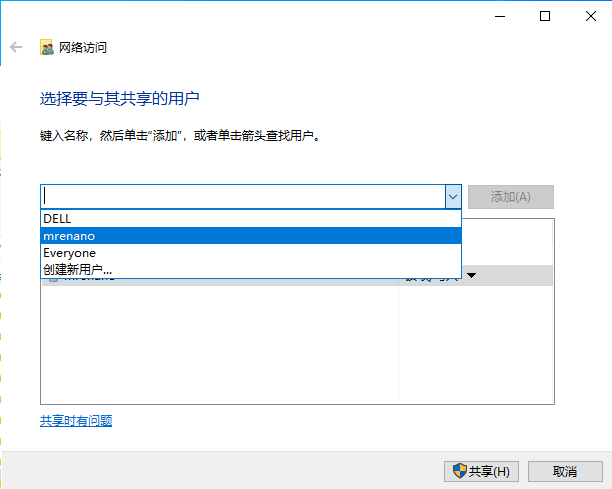 网络访问
选择要与其共享的用户
键入名称，然后单击“添加”，或者单击箭头查找用户。
添加(A)
DELL
mrenano
Everyone
创建新用户...
共享时有问题
共享(H)
取消